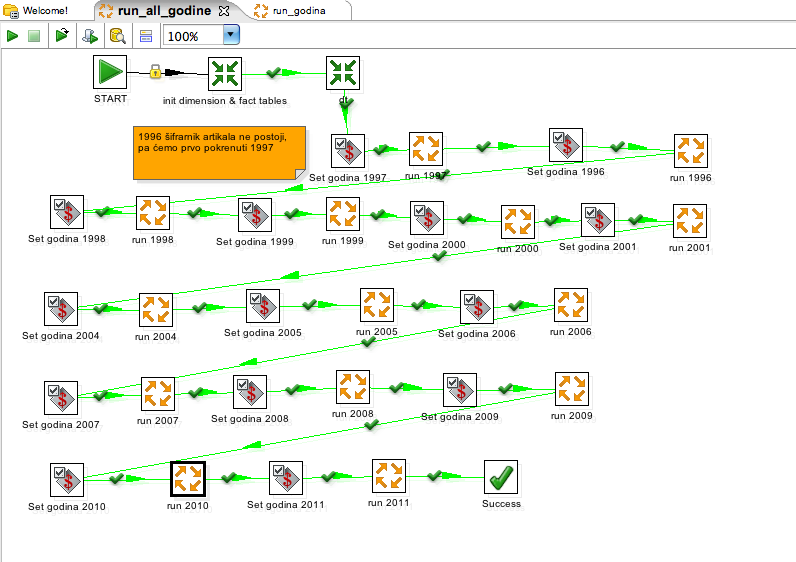 Welcome!
run_all_godine
run_godina
100%
START
init dimension & fact tables
dt
1996 šifrarnik artikala ne postoji,
pa ćemo prvo pokrenuti 1997
Set godina 1997
run 1997
Set godina 1996
run 1996
Set godina 1998
run 1998
Set godina 1999
run 1999
Set godina 2000
run 2000
Set godina 2001
run 2001
Set godina 2004
run 2004
Set godina 2005
run 2005
Set godina 2006
run 2006
Set godina 2007
run 2007
Set godina 2008
run 2008
Set godina 2009
run 2009
Set godina 2010
run 2010
Set godina 2011
run 2011
Success